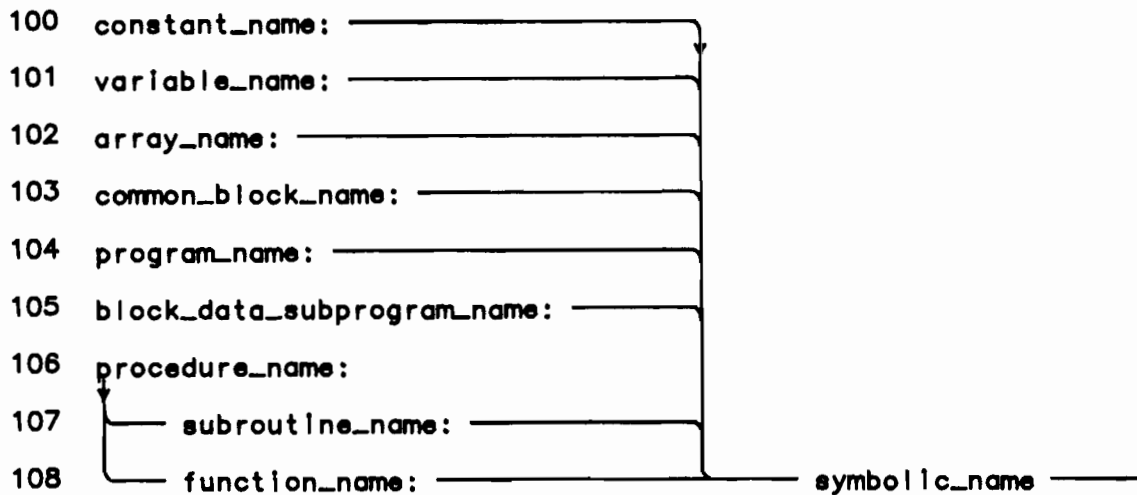 100 constant_name:
101 variable_name:
102 array_name:
103 common_block_name:
104 program_name:
105 block_data_subprogram_name:
106 procedure_name:
107 subroutine_name:
108 function_name: symbolic_name